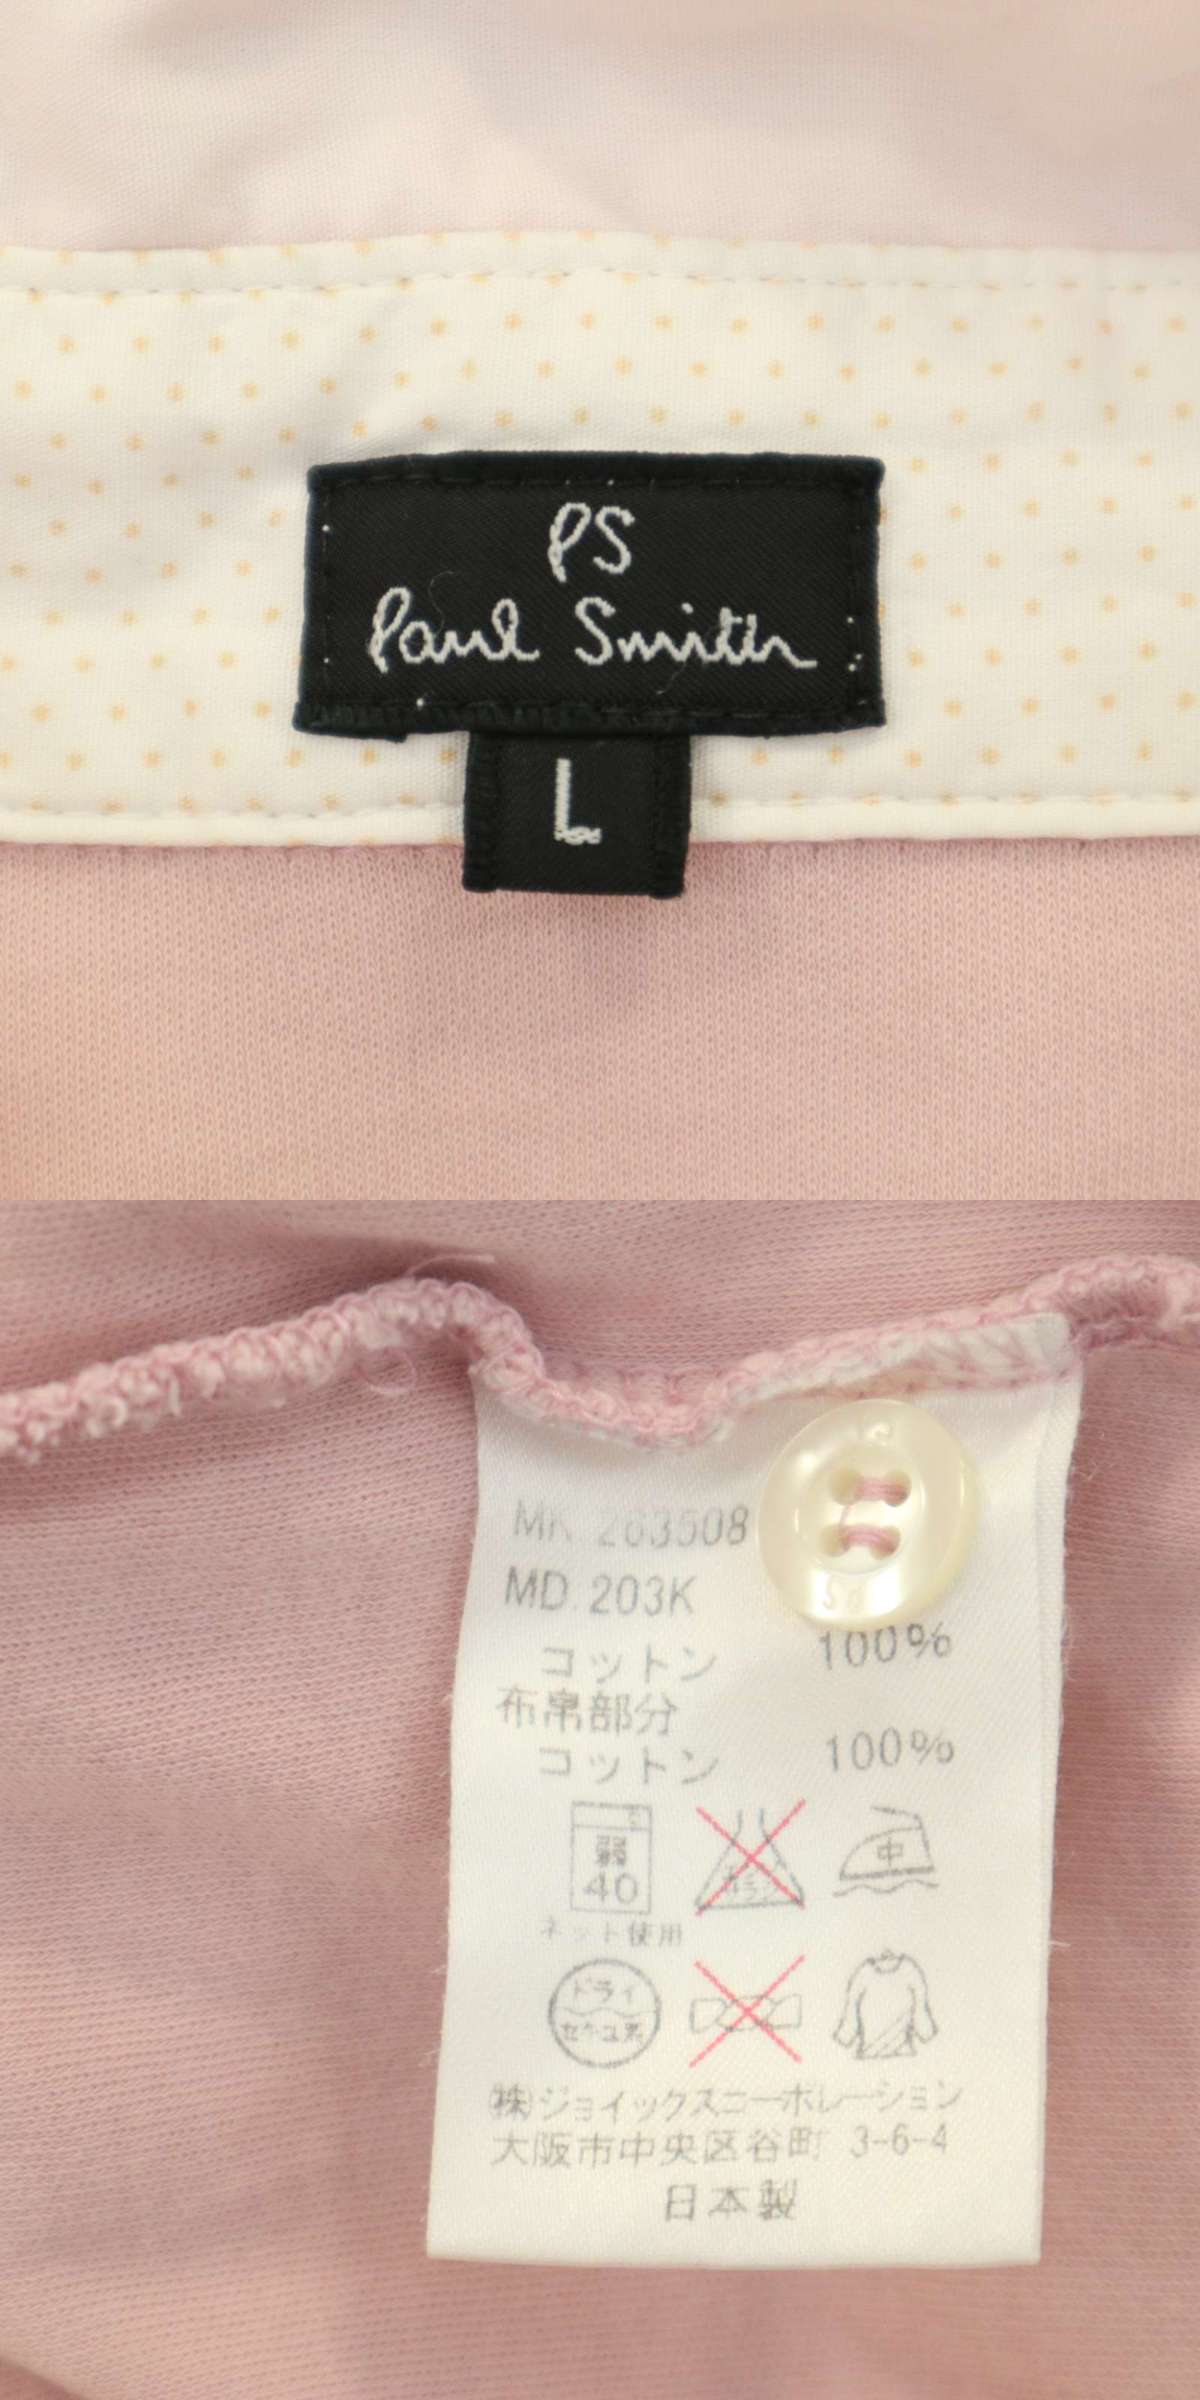 PS
Paul Smith
L
MK. 263508
MD. 203K
コットン 100%
布帛部分
コットン 100%
弱
40
中
ネット使用
ドライ
セキユ系
㈱ジョイックスコーポレーション
大阪市中央区谷町 3-6-4
日本製